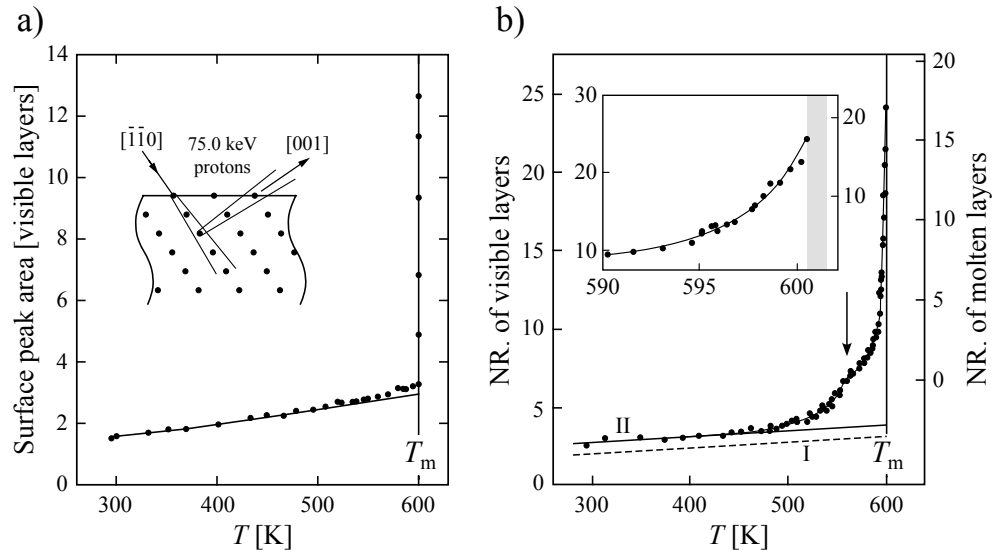 a)
Surface peak area [visible layers]
14
12
10
8
6
4
2
0
[1̅1̅0]
75.0 keV
protons
[001]
T_m
300
400
500
600
T [K]
b)
NR. of visible layers
25
20
15
10
5
0
30
20
10
20
10
590
595
600
20
15
10
5
0
NR. of molten layers
II
I
T_m
300
400
500
600
T [K]